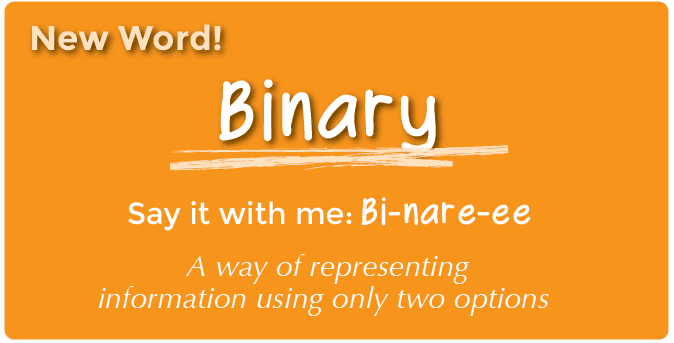 New Word!
Binary
Say it with me: Bi-nare-ee
A way of representing
information using only two options